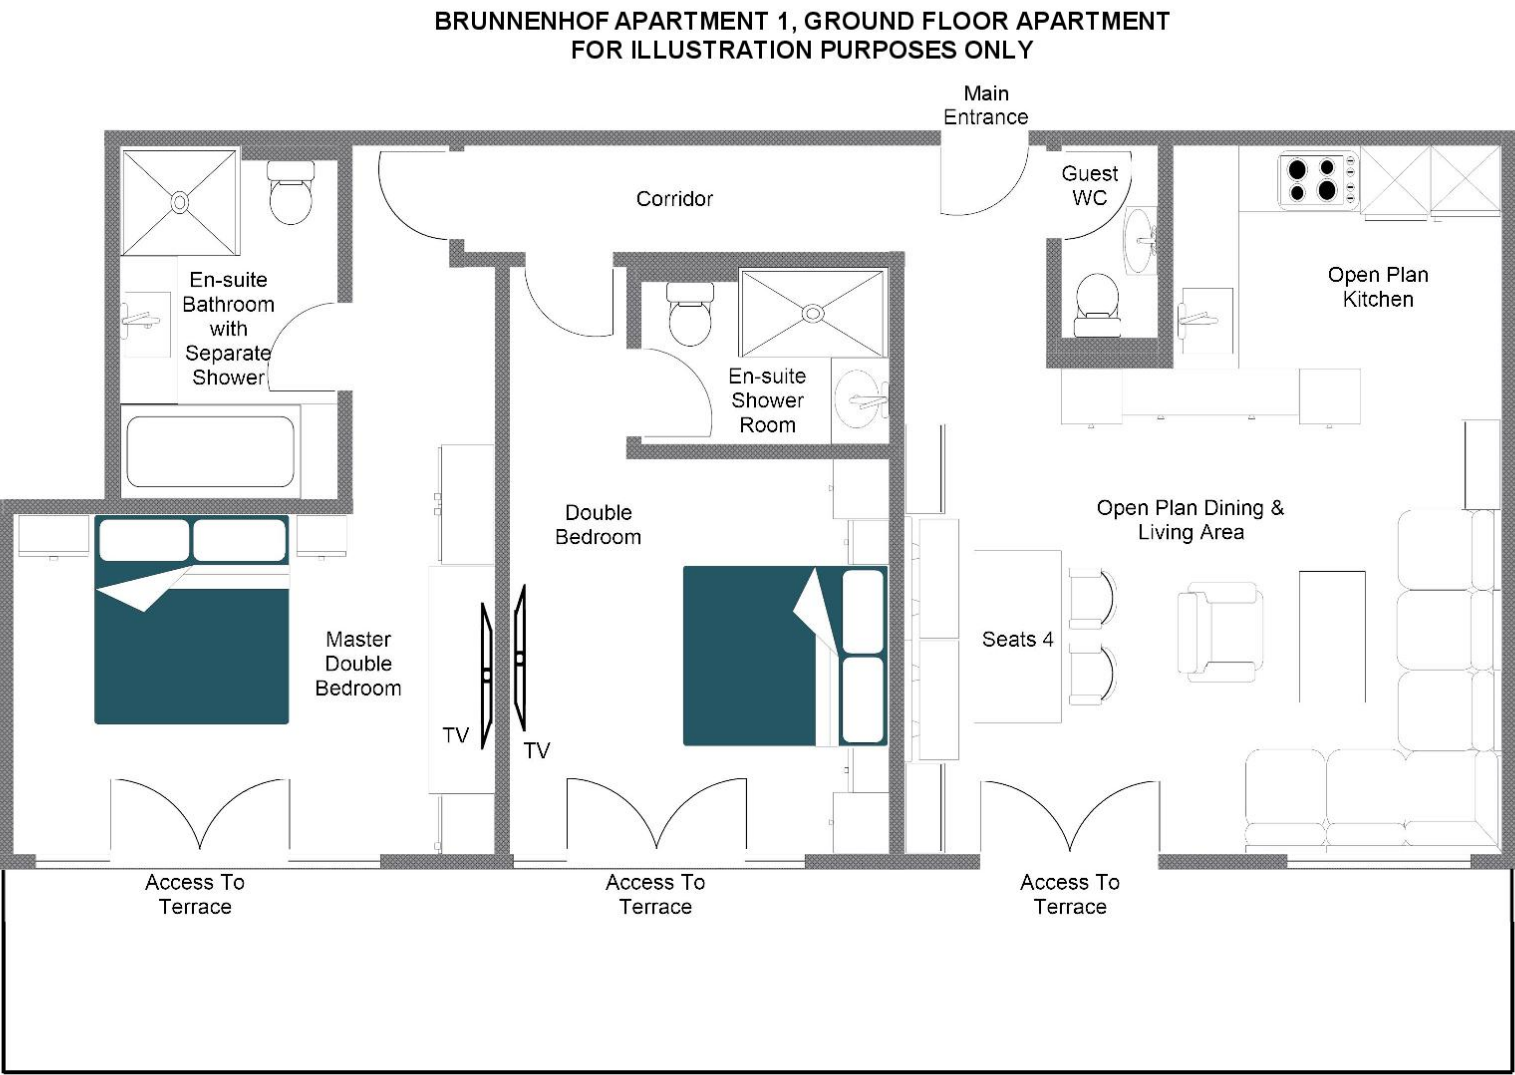 BRUNNENHOF APARTMENT 1, GROUND FLOOR APARTMENT
FOR ILLUSTRATION PURPOSES ONLY
Main
Entrance
Corridor
Guest
WC
Open Plan
Kitchen
En-suite
Bathroom
with
Separate
Shower
En-suite
Shower
Room
Double
Bedroom
Open Plan Dining &
Living Area
Master
Double
Bedroom
Seats 4
TV
TV
Access To
Terrace
Access To
Terrace
Access To
Terrace